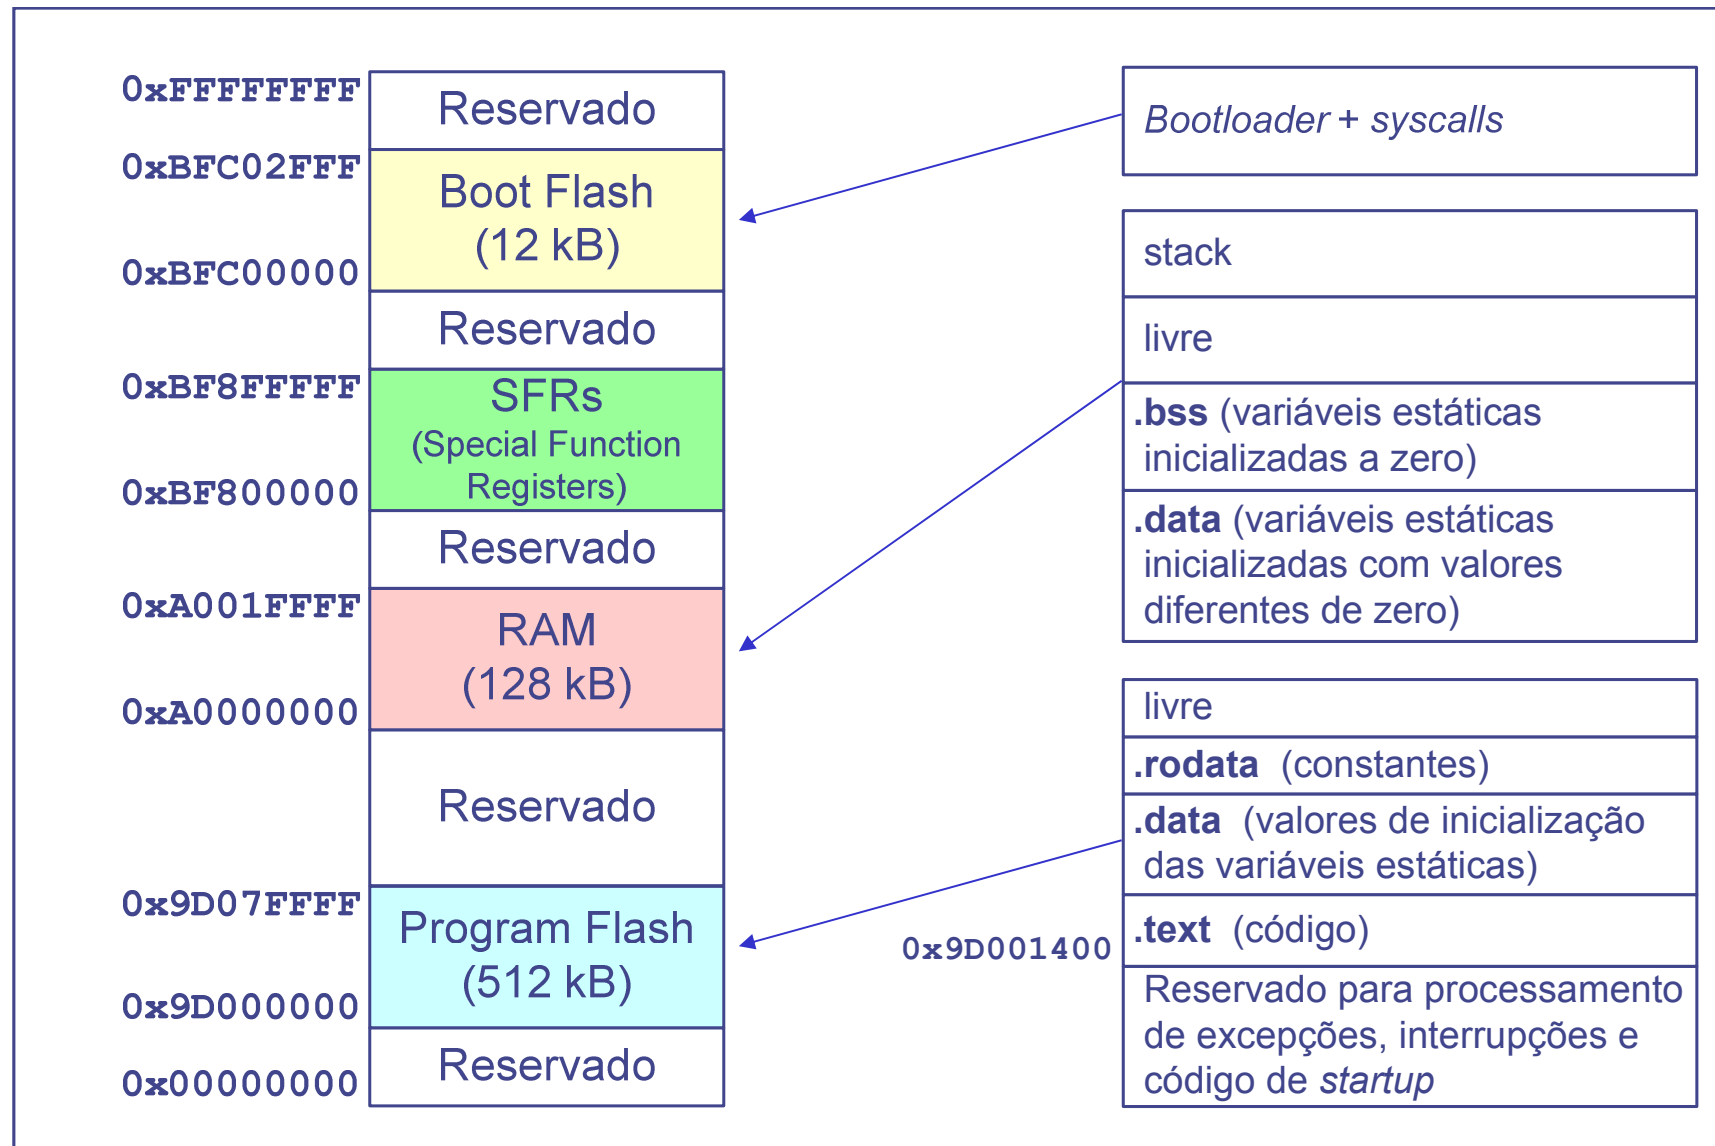 0xFFFFFFFF
Reservado
0xBFC02FFF
Boot Flash
(12 kB)
0xBFC00000
Reservado
0xBF8FFFFF
SFRs
(Special Function
Registers)
0xBF800000
Reservado
0xA001FFFF
RAM
(128 kB)
0xA0000000
Reservado
0x9D07FFFF
Program Flash
(512 kB)
0x9D000000
Reservado
0x00000000
Bootloader + syscalls
stack
livre
.bss (variáveis estáticas
inicializadas a zero)
.data (variáveis estáticas
inicializadas com valores
diferentes de zero)
livre
.rodata (constantes)
.data (valores de inicialização
das variáveis estáticas)
0x9D001400
.text (código)
Reservado para processamento
de excepções, interrupções e
código de startup